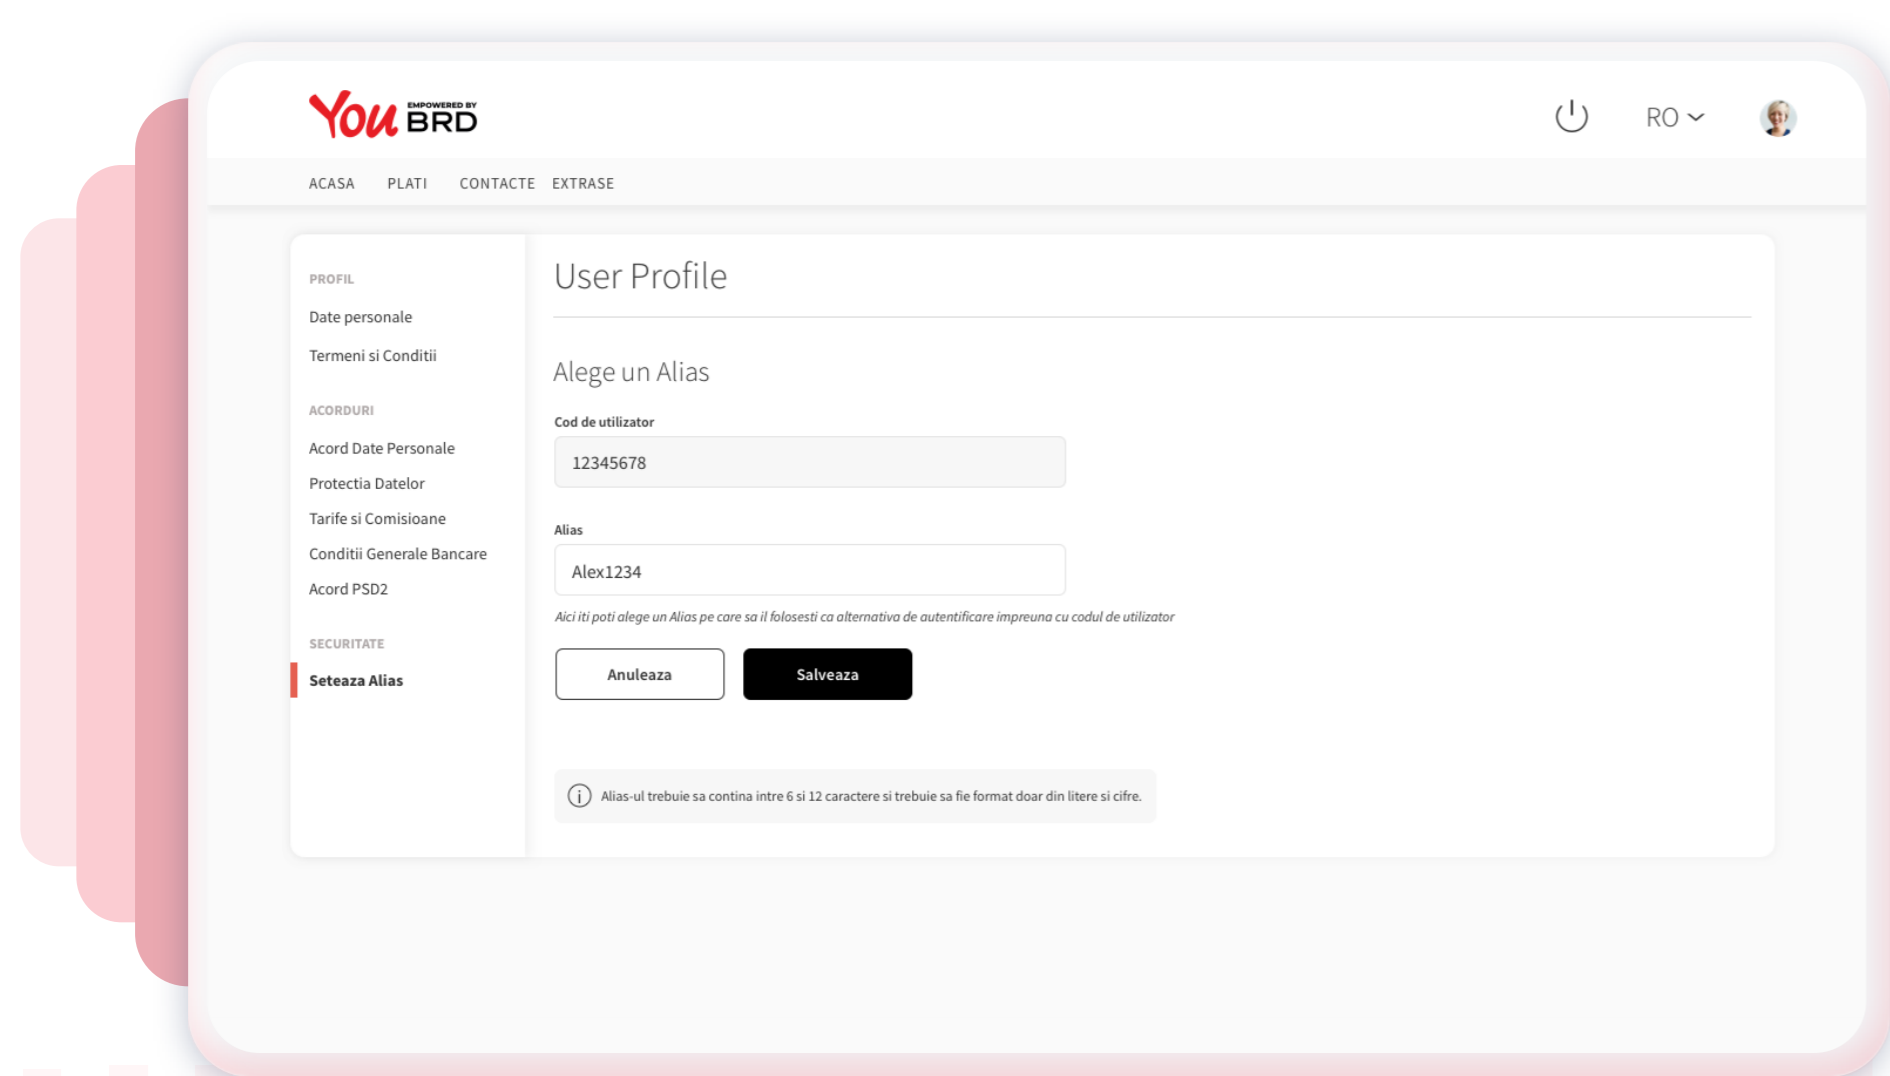 You EMPOWERED BY BRD
RO
ACASA PLATI CONTACTE EXTRASE
PROFIL
Date personale
Termeni si Conditii
ACORDURI
Acord Date Personale
Protectia Datelor
Tarife si Comisioane
Conditii Generale Bancare
Acord PSD2
SECURITATE
Seteaza Alias
User Profile
Alege un Alias
Cod de utilizator
12345678
Alias
Alex1234
Aici iti poti alege un Alias pe care sa il folosesti ca alternativa de autentificare impreuna cu codul de utilizator
Anuleaza Salveaza
Alias-ul trebuie sa contina intre 6 si 12 caractere si trebuie sa fie format doar din litere si cifre.